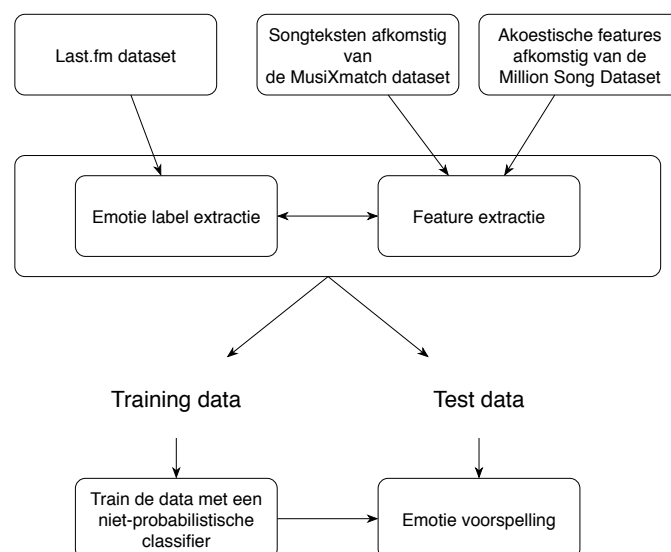 Last.fm dataset
Songteksten afkomstig
van
de MusiXmatch dataset
Akoestische features
afkomstig van de
Million Song Dataset
Emotie label extractie
Feature extractie
Training data
Test data
Train de data met een
niet-probabilistische
classifier
Emotie voorspelling